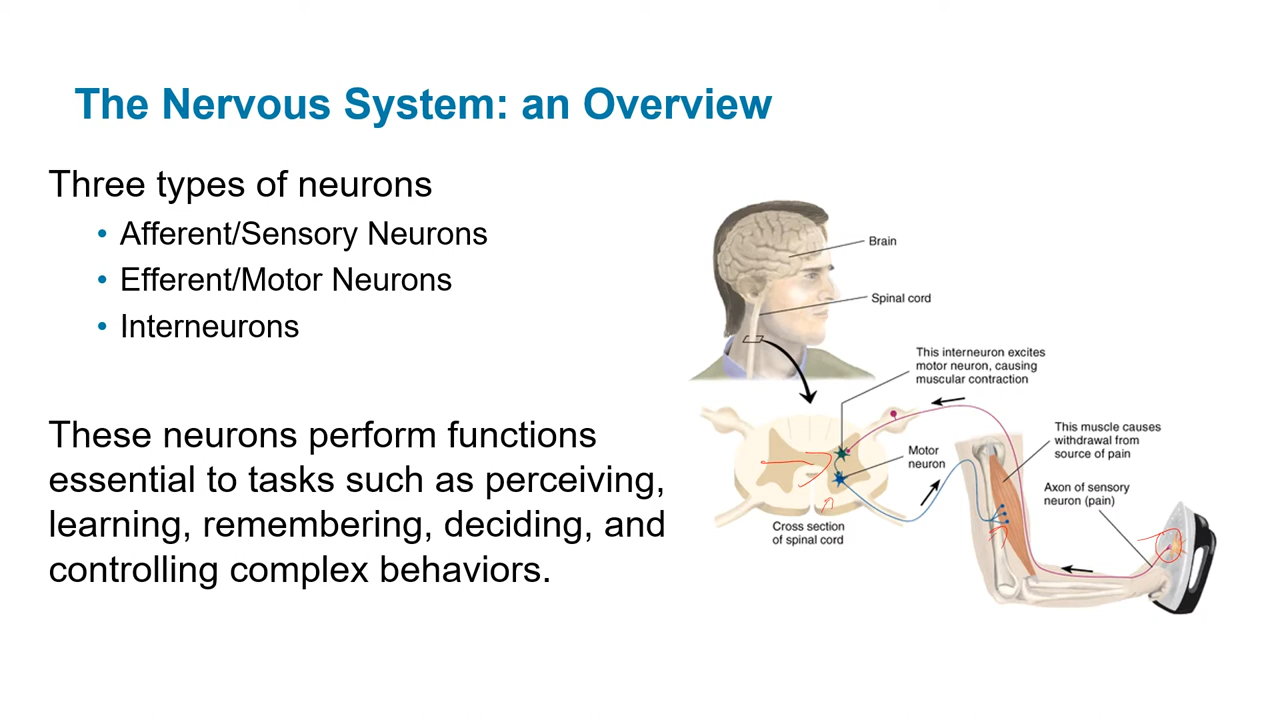 The Nervous System: an Overview
Three types of neurons
• Afferent/Sensory Neurons
• Efferent/Motor Neurons
• Interneurons
These neurons perform functions
essential to tasks such as perceiving,
learning, remembering, deciding, and
controlling complex behaviors.
Brain
Spinal cord
This interneuron excites
motor neuron, causing
muscular contraction
This muscle causes
withdrawal from
source of pain
Motor
neuron
Axon of sensory
neuron (pain)
Cross section
of spinal cord